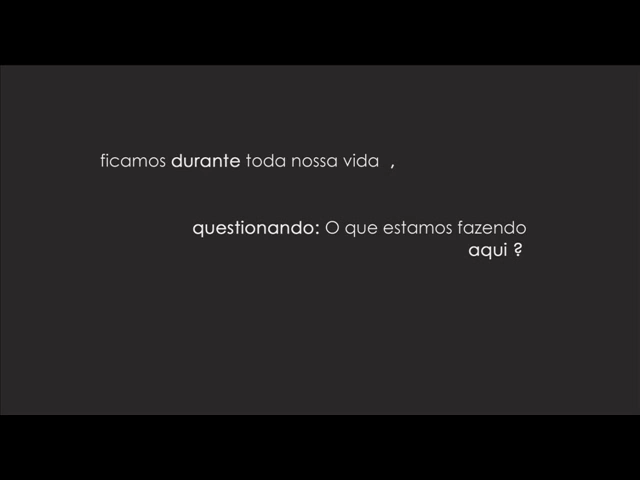 ficamos durante toda nossa vida ,
questionando: O que estamos fazendo
aqui ?